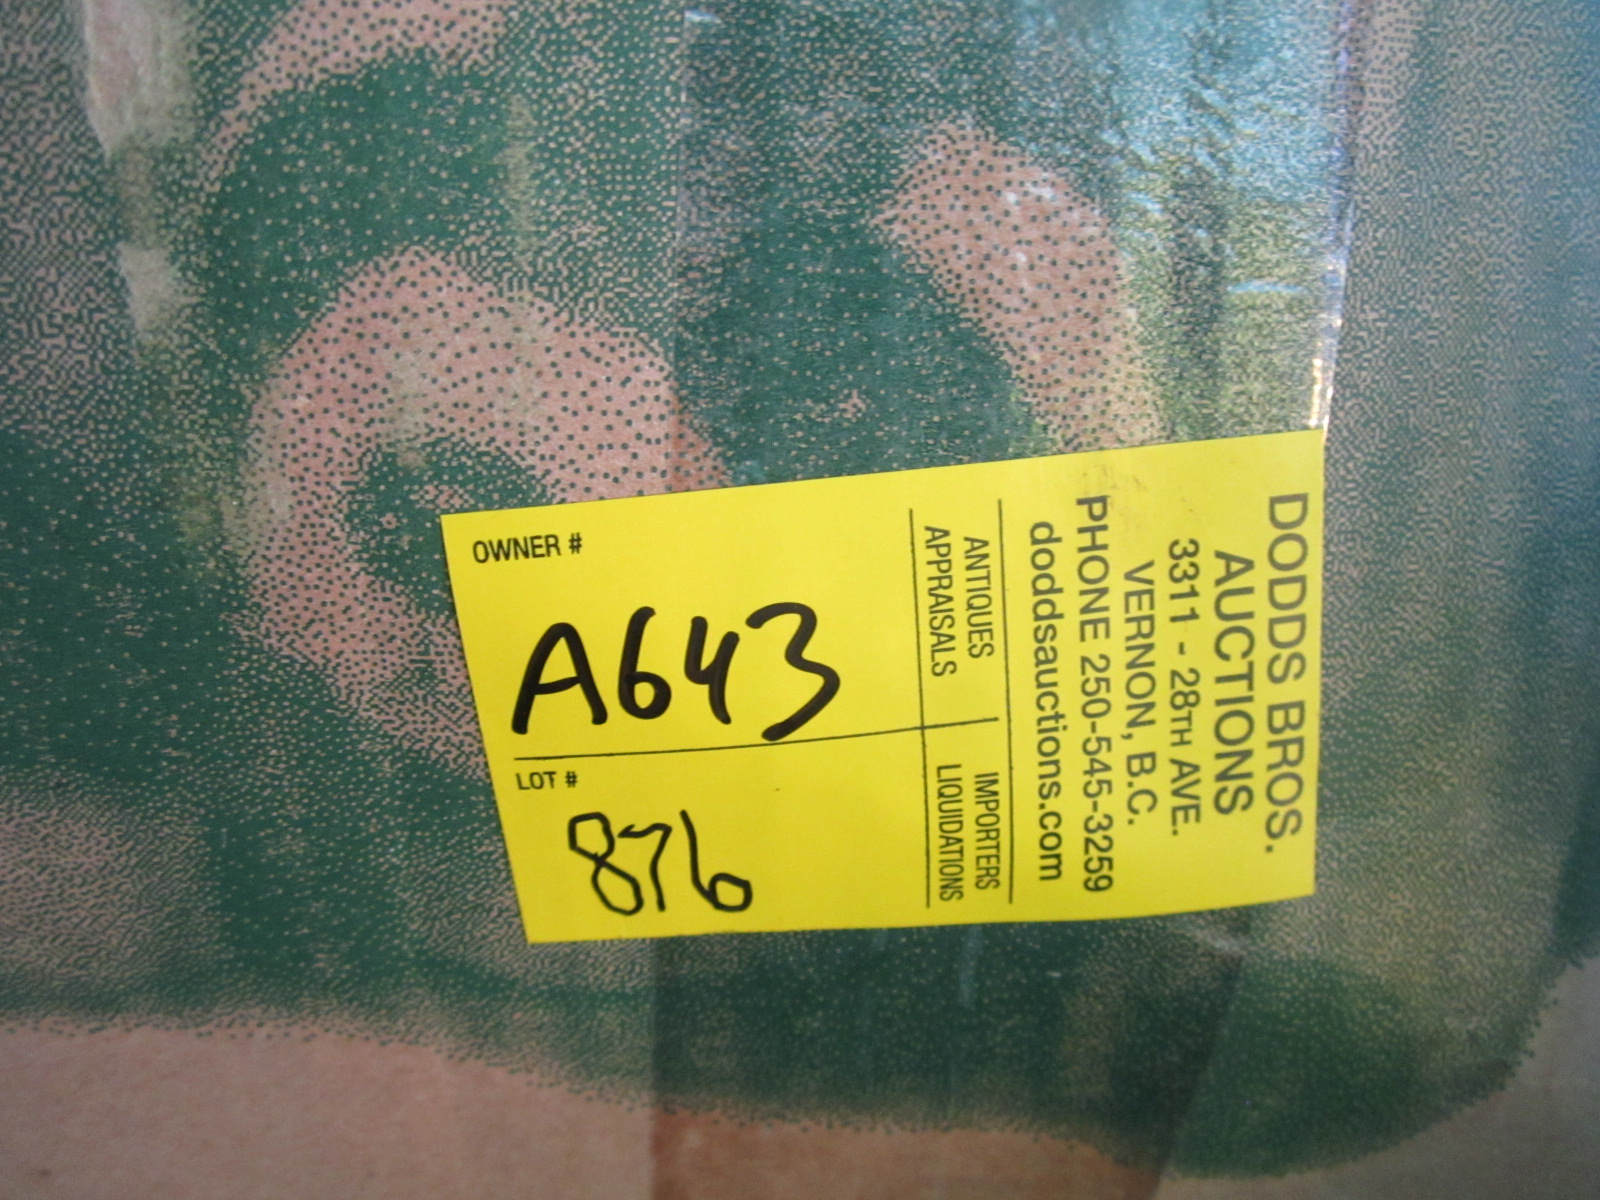 DODDS BROS.
AUCTIONS
3311 - 28TH AVE.
VERNON, B.C.
PHONE 250-545-3259
doddsauctions.com
ANTIQUES
APPRAISALS
IMPORTERS
LIQUIDATIONS
OWNER #
A643
LOT #
876